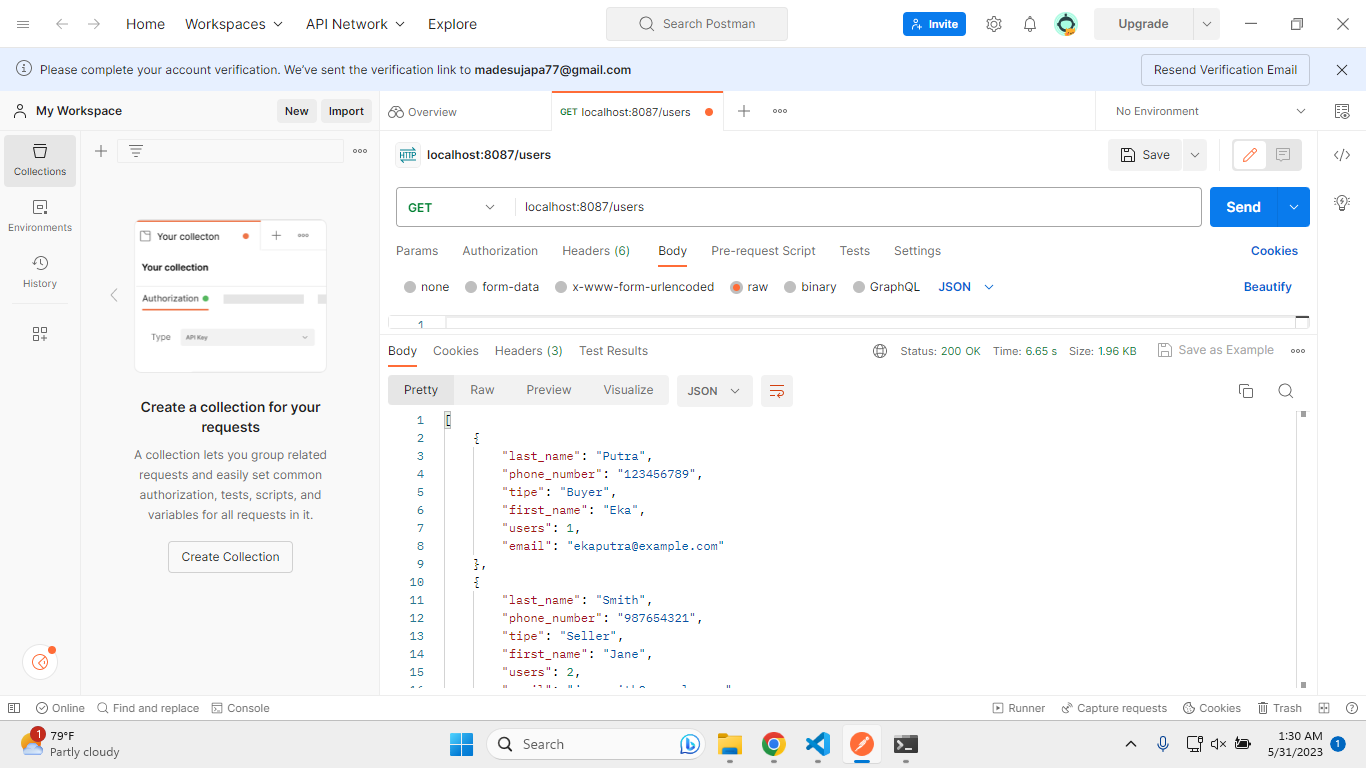 Home Workspaces API Network Explore Search Postman Invite Upgrade
Please complete your account verification. We've sent the verification link to madesujapa77@gmail.com Resend Verification Email
My Workspace New Import Overview GET localhost:8087/users No Environment
HTTP localhost:8087/users Save
Collections
Environments
History
GET localhost:8087/users Send
Params Authorization Headers (6) Body Pre-request Script Tests Settings Cookies
none form-data x-www-form-urlencoded raw binary GraphQL JSON Beautify
1
Your collecton
Your collection
Authorization
Type API Key
Create a collection for your
requests
A collection lets you group related
requests and easily set common
authorization, tests, scripts, and
variables for all requests in it.
Create Collection
Body Cookies Headers (3) Test Results Status: 200 OK Time: 6.65 s Size: 1.96 KB Save as Example
Pretty Raw Preview Visualize JSON
1 [
2 {
3 "last_name": "Putra",
4 "phone_number": "123456789",
5 "tipe": "Buyer",
6 "first_name": "Eka",
7 "users": 1,
8 "email": "ekaputra@example.com"
9 },
10 {
11 "last_name": "Smith",
12 "phone_number": "987654321",
13 "tipe": "Seller",
14 "first_name": "Jane",
15 "users": 2,
Online Find and replace Console Runner Capture requests Cookies Trash
1 79°F
Partly cloudy
Search
1:30 AM
5/31/2023 1